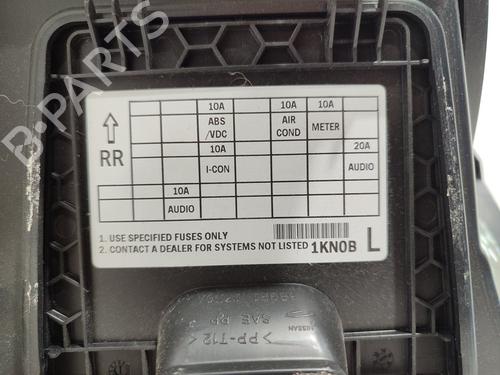 10A 10A 10A
ABS /VDC AIR COND METER
RR
10A 20A
I-CON AUDIO
10A
AUDIO
1. USE SPECIFIED FUSES ONLY
2. CONTACT A DEALER FOR SYSTEMS NOT LISTED 1KN0B L
>PP-T12<
NISSAN
B-PARTS